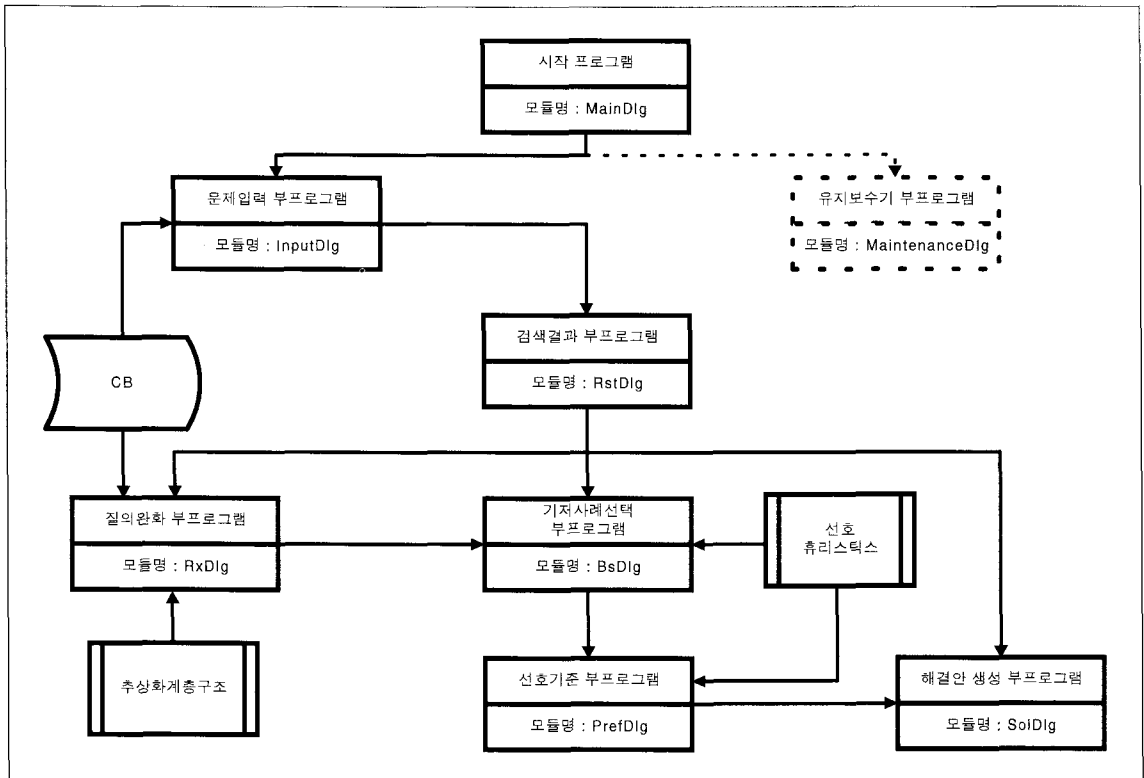 시작 프로그램
모듈명 : MainDlg
문제입력 부프로그램
모듈명 : InputDlg
유지보수기 부프로그램
모듈명 : MaintenanceDlg
검색결과 부프로그램
모듈명 : RstDlg
CB
질의완화 부프로그램
모듈명 : RxDlg
기저사례선택
부프로그램
모듈명 : BsDlg
선호
휴리스틱스
추상화계층구조
선호기준 부프로그램
모듈명 : PrefDlg
해결안 생성 부프로그램
모듈명 : SolDlg